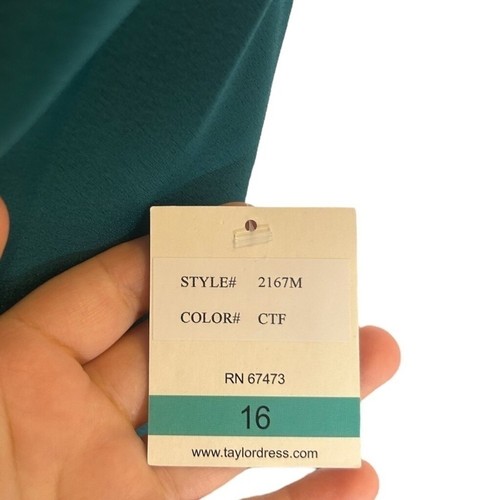 STYLE# 2167M
COLOR# CTF
RN 67473
16
www.taylordress.com